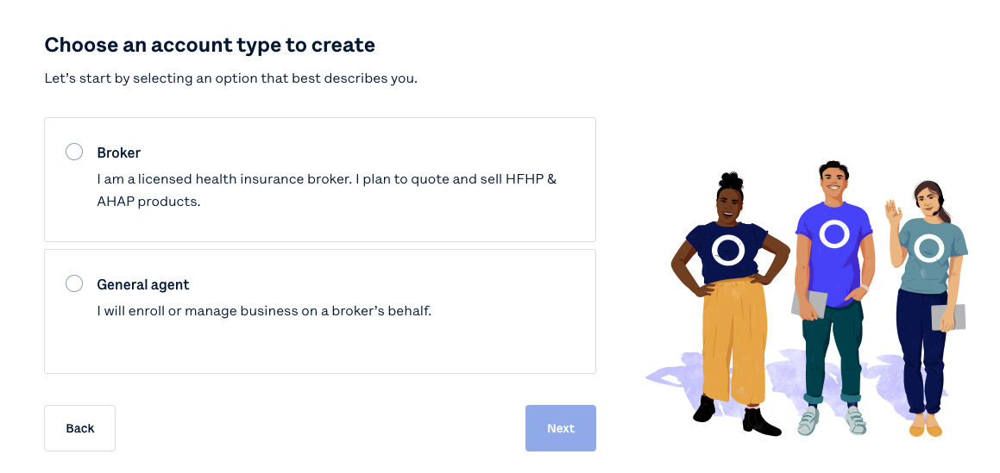 Choose an account type to create
Let’s start by selecting an option that best describes you.
Broker
I am a licensed health insurance broker. I plan to quote and sell HFHP &
AHAP products.
General agent
I will enroll or manage business on a broker’s behalf.
Back
Next